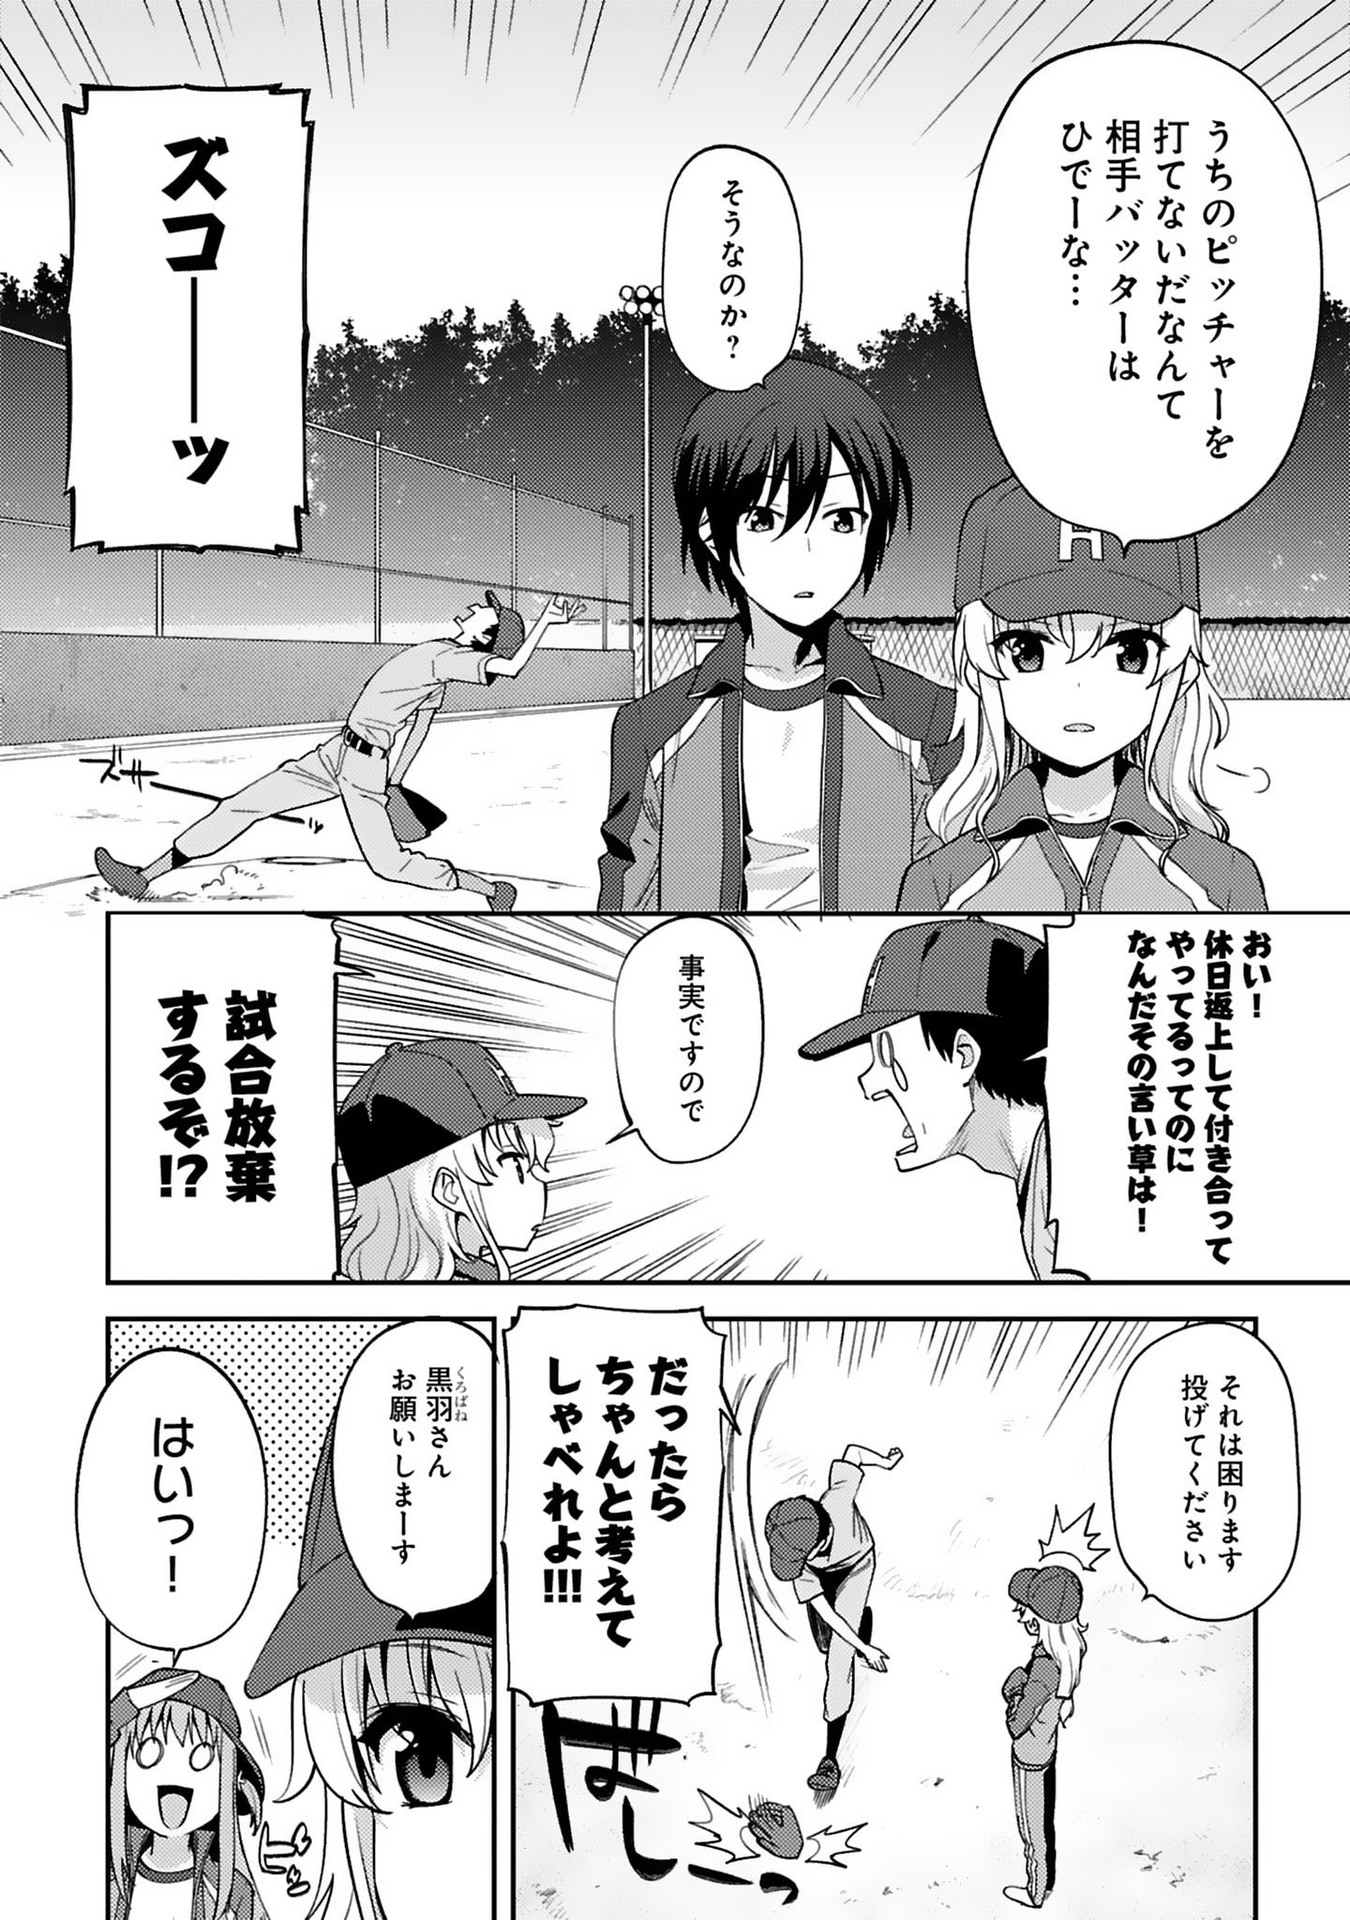 うちのピッチャーを
打てないだなんて
相手バッターは
ひでーな…
H
そうなのか?
ズコーッ
ズザーッ
おい!
休日返上して付き合って
やってるってのに
なんだその言い草は!
事実ですので
試合放棄
するぞ!?
それは困ります
投げてください
だったら
ちゃんと考えて
しゃべれよ!!!
べしーっ
黒羽さん
くろばね
お願いしまーす
はいっ!